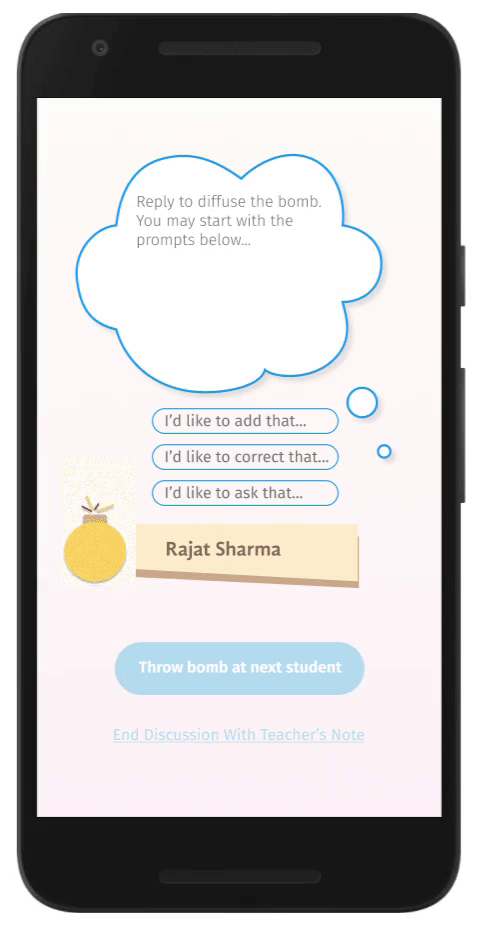 Reply to diffuse the bomb.
You may start with the
prompts below...
I’d like to add that...
I’d like to correct that...
I’d like to ask that...
Rajat Sharma
Throw bomb at next student
End Discussion With Teacher’s Note